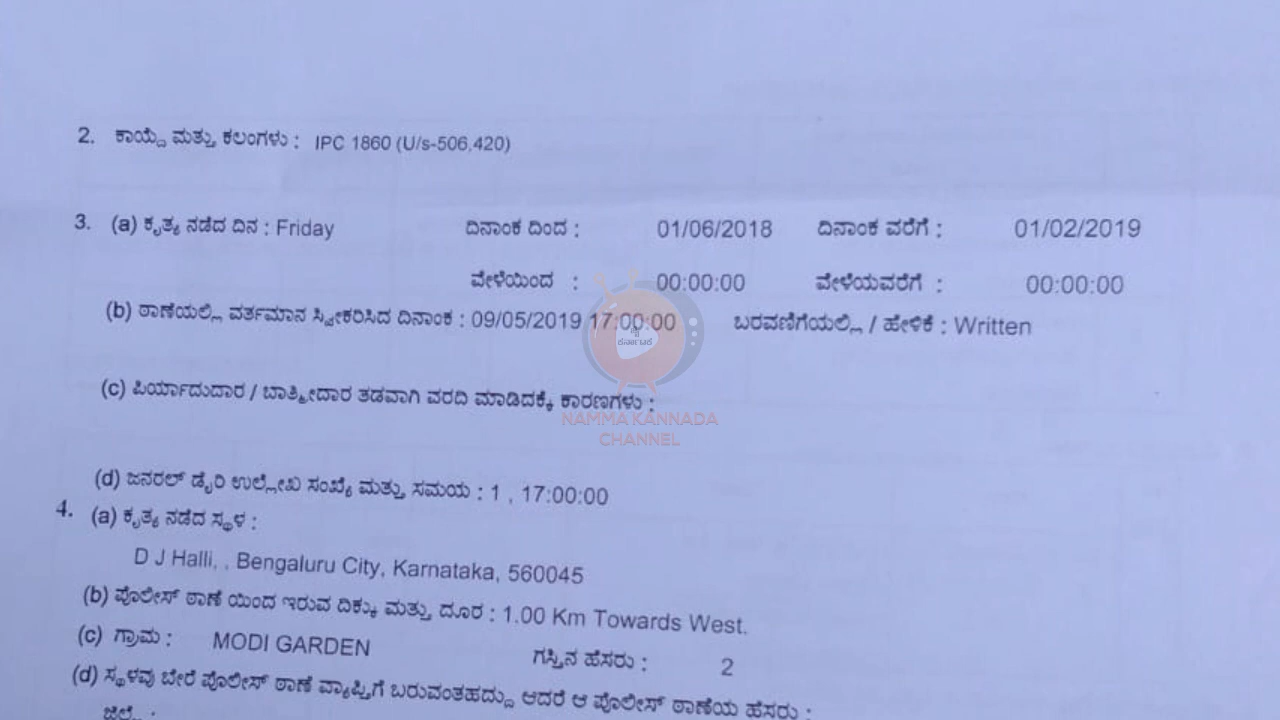 2. ಕಾಯ್ದೆ ಮತ್ತು ಕಲಂಗಳು : IPC 1860 (U/s-506,420)
3. (a) ಕೃತ್ಯ ನಡೆದ ದಿನ : Friday ದಿನಾಂಕ ದಿಂದ : 01/06/2018 ದಿನಾಂಕ ವರೆಗೆ : 01/02/2019
ವೇಳೆಯಿಂದ : 00:00:00 ವೇಳೆಯವರೆಗೆ : 00:00:00
(b) ಠಾಣೆಯಲ್ಲಿ ವರ್ತಮಾನ ಸ್ವೀಕರಿಸಿದ ದಿನಾಂಕ : 09/05/2019 17:00:00 ಬರವಣಿಗೆಯಲ್ಲಿ / ಹೇಳಿಕೆ : Written
(c) ಪಿರ್ಯಾದುದಾರ / ಬಾತ್ಮೀದಾರ ತಡವಾಗಿ ವರದಿ ಮಾಡಿದಕ್ಕೆ ಕಾರಣಗಳು :
NAMMA KANNADA
CHANNEL
(d) ಜನರಲ್ ಡೈರಿ ಉಲ್ಲೇಖ ಸಂಖ್ಯೆ ಮತ್ತು ಸಮಯ : 1 , 17:00:00
4. (a) ಕೃತ್ಯ ನಡೆದ ಸ್ಥಳ :
D J Halli, , Bengaluru City, Karnataka, 560045
(b) ಪೊಲೀಸ್ ಠಾಣೆ ಯಿಂದ ಇರುವ ದಿಕ್ಕು ಮತ್ತು ದೂರ : 1.00 Km Towards West.
(c) ಗ್ರಾಮ : MODI GARDEN ಗಸ್ತಿನ ಹೆಸರು : 2
(d) ಸ್ಥಳವು ಬೇರೆ ಪೊಲೀಸ್ ಠಾಣೆ ವ್ಯಾಪ್ತಿಗೆ ಬರುವಂತಹದ್ದು ಆದರೆ ಆ ಪೊಲೀಸ್ ಠಾಣೆಯ ಹೆಸರು :
ಜಿಲ್ಲೆ :